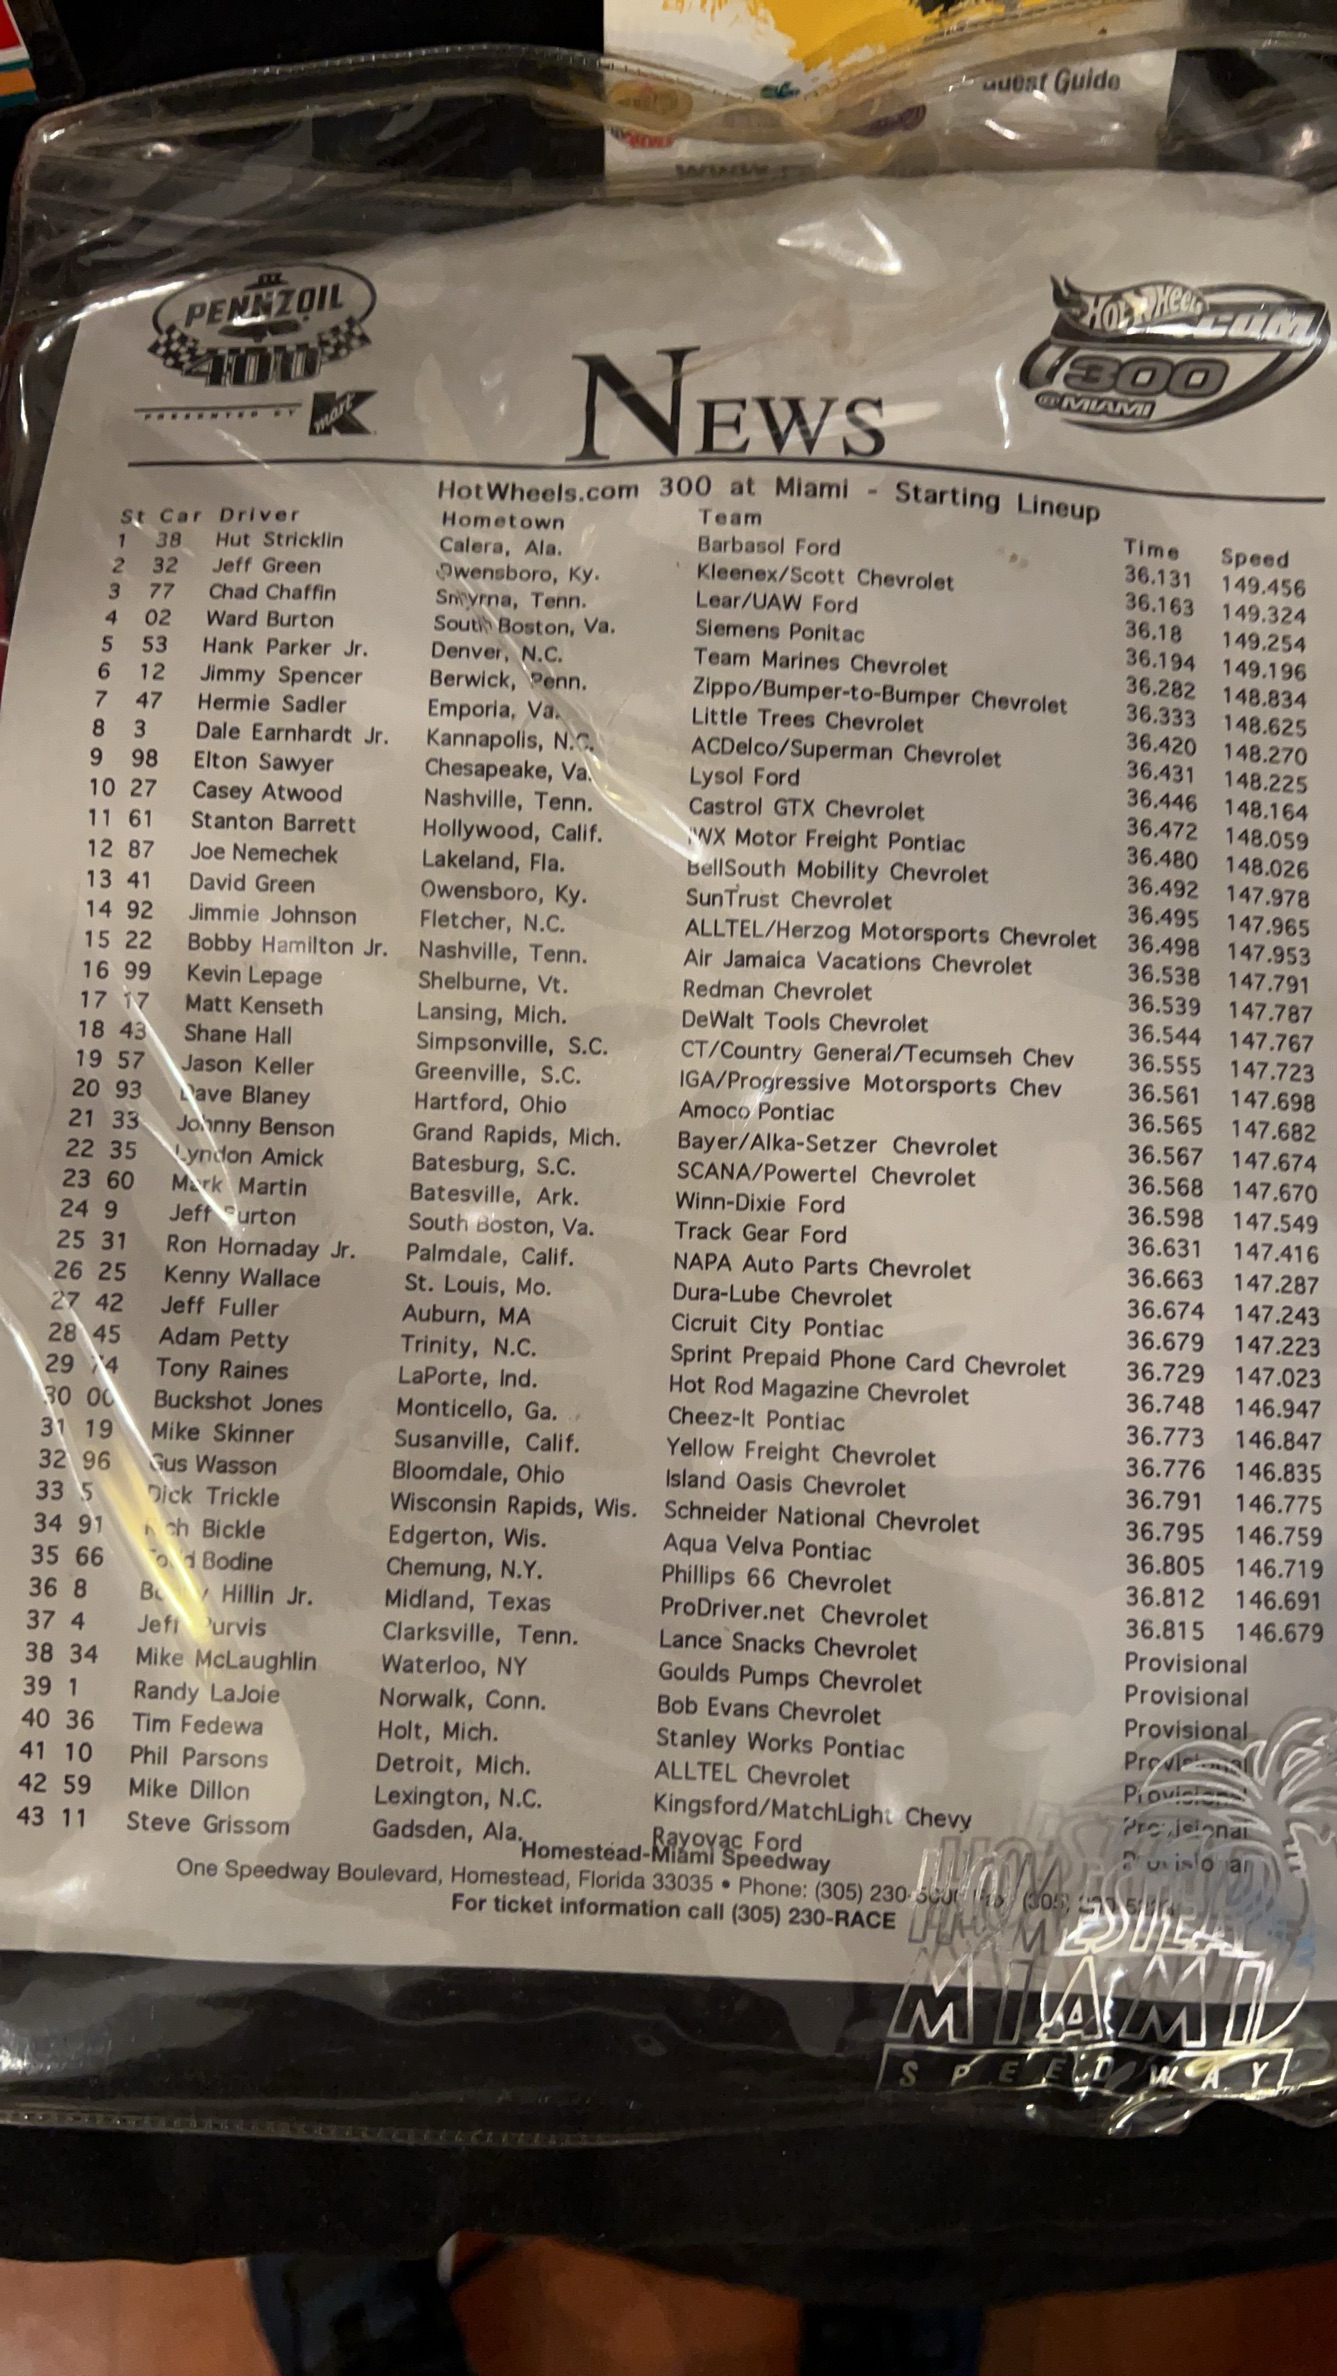 Guest Guide
PENNZOIL
400
PRESENTED BY
Kmart
Hot Wheels.com
300
@MIAMI
NEWS
HotWheels.com 300 at Miami - Starting Lineup
St Car Driver Hometown Team Time Speed
1 38 Hut Stricklin Calera, Ala. Barbasol Ford 36.131 149.456
2 32 Jeff Green Owensboro, Ky. Kleenex/Scott Chevrolet 36.163 149.324
3 77 Chad Chaffin Smyrna, Tenn. Lear/UAW Ford 36.18 149.254
4 02 Ward Burton South Boston, Va. Siemens Ponitac 36.194 149.196
5 53 Hank Parker Jr. Denver, N.C. Team Marines Chevrolet 36.282 148.834
6 12 Jimmy Spencer Berwick, Penn. Zippo/Bumper-to-Bumper Chevrolet 36.333 148.625
7 47 Hermie Sadler Emporia, Va. Little Trees Chevrolet 36.420 148.270
8 3 Dale Earnhardt Jr. Kannapolis, N.C. ACDelco/Superman Chevrolet 36.431 148.225
9 98 Elton Sawyer Chesapeake, Va. Lysol Ford 36.446 148.164
10 27 Casey Atwood Nashville, Tenn. Castrol GTX Chevrolet 36.472 148.059
11 61 Stanton Barrett Hollywood, Calif. WX Motor Freight Pontiac 36.480 148.026
12 87 Joe Nemechek Lakeland, Fla. BellSouth Mobility Chevrolet 36.492 147.978
13 41 David Green Owensboro, Ky. SunTrust Chevrolet 36.495 147.965
14 92 Jimmie Johnson Fletcher, N.C. ALLTEL/Herzog Motorsports Chevrolet 36.498 147.953
15 22 Bobby Hamilton Jr. Nashville, Tenn. Air Jamaica Vacations Chevrolet 36.538 147.791
16 99 Kevin Lepage Shelburne, Vt. Redman Chevrolet 36.539 147.787
17 17 Matt Kenseth Lansing, Mich. DeWalt Tools Chevrolet 36.544 147.767
18 43 Shane Hall Simpsonville, S.C. CT/Country General/Tecumseh Chev 36.555 147.723
19 57 Jason Keller Greenville, S.C. IGA/Progressive Motorsports Chev 36.561 147.698
20 93 Dave Blaney Hartford, Ohio Amoco Pontiac 36.565 147.682
21 33 Johnny Benson Grand Rapids, Mich. Bayer/Alka-Setzer Chevrolet 36.567 147.674
22 35 Lyndon Amick Batesburg, S.C. SCANA/Powertel Chevrolet 36.568 147.670
23 60 Mark Martin Batesville, Ark. Winn-Dixie Ford 36.598 147.549
24 9 Jeff Burton South Boston, Va. Track Gear Ford 36.631 147.416
25 31 Ron Hornaday Jr. Palmdale, Calif. NAPA Auto Parts Chevrolet 36.663 147.287
26 25 Kenny Wallace St. Louis, Mo. Dura-Lube Chevrolet 36.674 147.243
27 42 Jeff Fuller Auburn, MA Cicruit City Pontiac 36.679 147.223
28 45 Adam Petty Trinity, N.C. Sprint Prepaid Phone Card Chevrolet 36.729 147.023
29 74 Tony Raines LaPorte, Ind. Hot Rod Magazine Chevrolet 36.748 146.947
30 00 Buckshot Jones Monticello, Ga. Cheez-It Pontiac 36.773 146.847
31 19 Mike Skinner Susanville, Calif. Yellow Freight Chevrolet 36.776 146.835
32 96 Gus Wasson Bloomdale, Ohio Island Oasis Chevrolet 36.791 146.775
33 5 Dick Trickle Wisconsin Rapids, Wis. Schneider National Chevrolet 36.795 146.759
34 91 Rich Bickle Edgerton, Wis. Aqua Velva Pontiac 36.805 146.719
35 66 Todd Bodine Chemung, N.Y. Phillips 66 Chevrolet 36.812 146.691
36 8 Bobby Hillin Jr. Midland, Texas ProDriver.net Chevrolet 36.815 146.679
37 4 Jeff Purvis Clarksville, Tenn. Lance Snacks Chevrolet Provisional
38 34 Mike McLaughlin Waterloo, NY Goulds Pumps Chevrolet Provisional
39 1 Randy LaJoie Norwalk, Conn. Bob Evans Chevrolet Provisional
40 36 Tim Fedewa Holt, Mich. Stanley Works Pontiac Provisional
41 10 Phil Parsons Detroit, Mich. ALLTEL Chevrolet Provisional
42 59 Mike Dillon Lexington, N.C. Kingsford/MatchLight Chevy Provisional
43 11 Steve Grissom Gadsden, Ala. Rayovac Ford Provisional
Homestead-Miami Speedway
One Speedway Boulevard, Homestead, Florida 33035 • Phone: (305) (305)
For ticket information call (305) 230-RACE
HOMESTEAD
MIAMI
SPEEDWAY